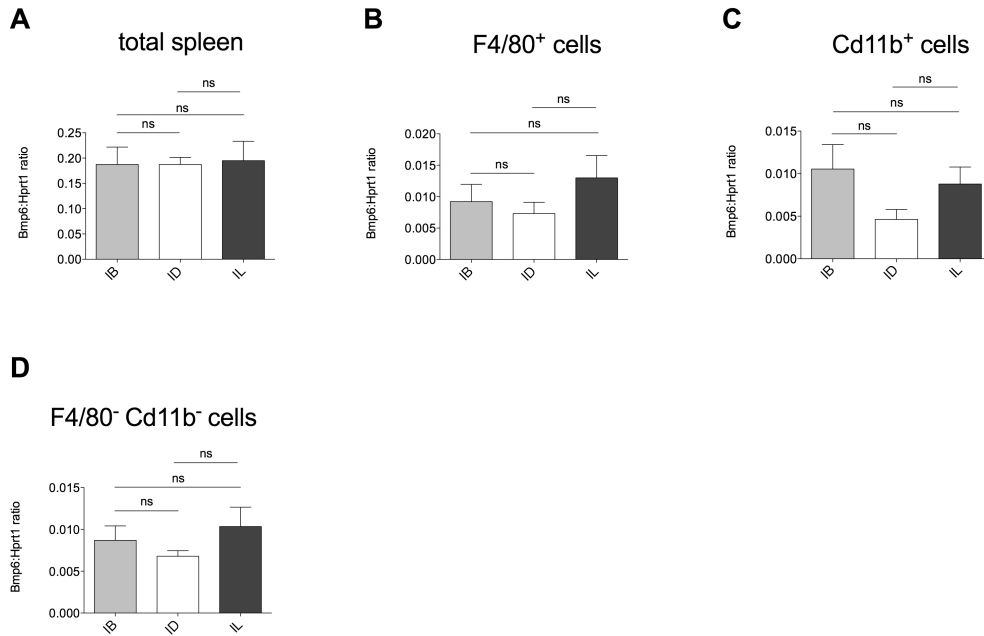 A
total spleen
ns
ns
ns
Bmp6:Hprt1 ratio
0.25
0.20
0.15
0.10
0.05
0.00
IB
ID
IL
B
F4/80+ cells
ns
ns
ns
Bmp6:Hprt1 ratio
0.020
0.015
0.010
0.005
0.000
IB
ID
IL
C
Cd11b+ cells
ns
ns
ns
Bmp6:Hprt1 ratio
0.015
0.010
0.005
0.000
IB
ID
IL
D
F4/80- Cd11b- cells
ns
ns
ns
Bmp6:Hprt1 ratio
0.015
0.010
0.005
0.000
IB
ID
IL